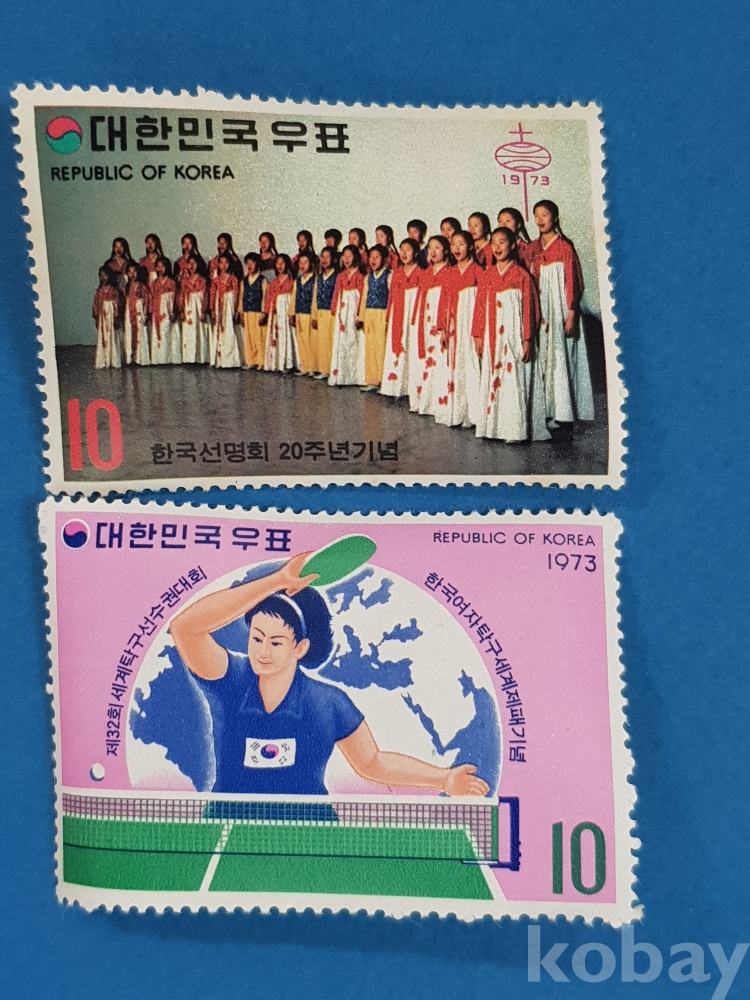 대한민국 우표
REPUBLIC OF KOREA
1973
10
한국선명회 20주년기념
대한민국 우표
REPUBLIC OF KOREA
1973
제32회 세계탁구선수권대회
한국여자탁구세계제패기념
10
kobay